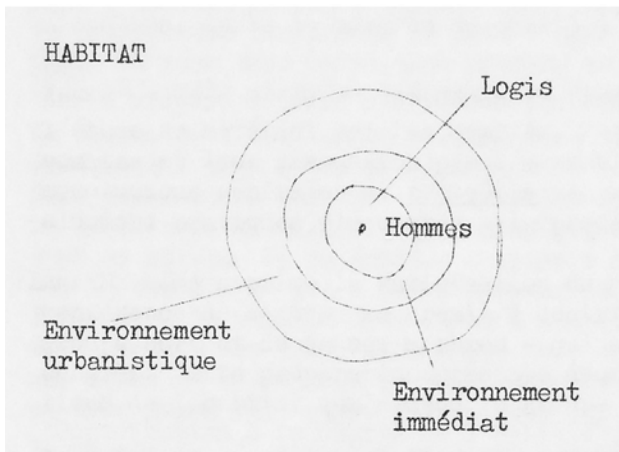 HABITAT
Logis
Hommes
Environnement
urbanistique
Environnement
immédiat